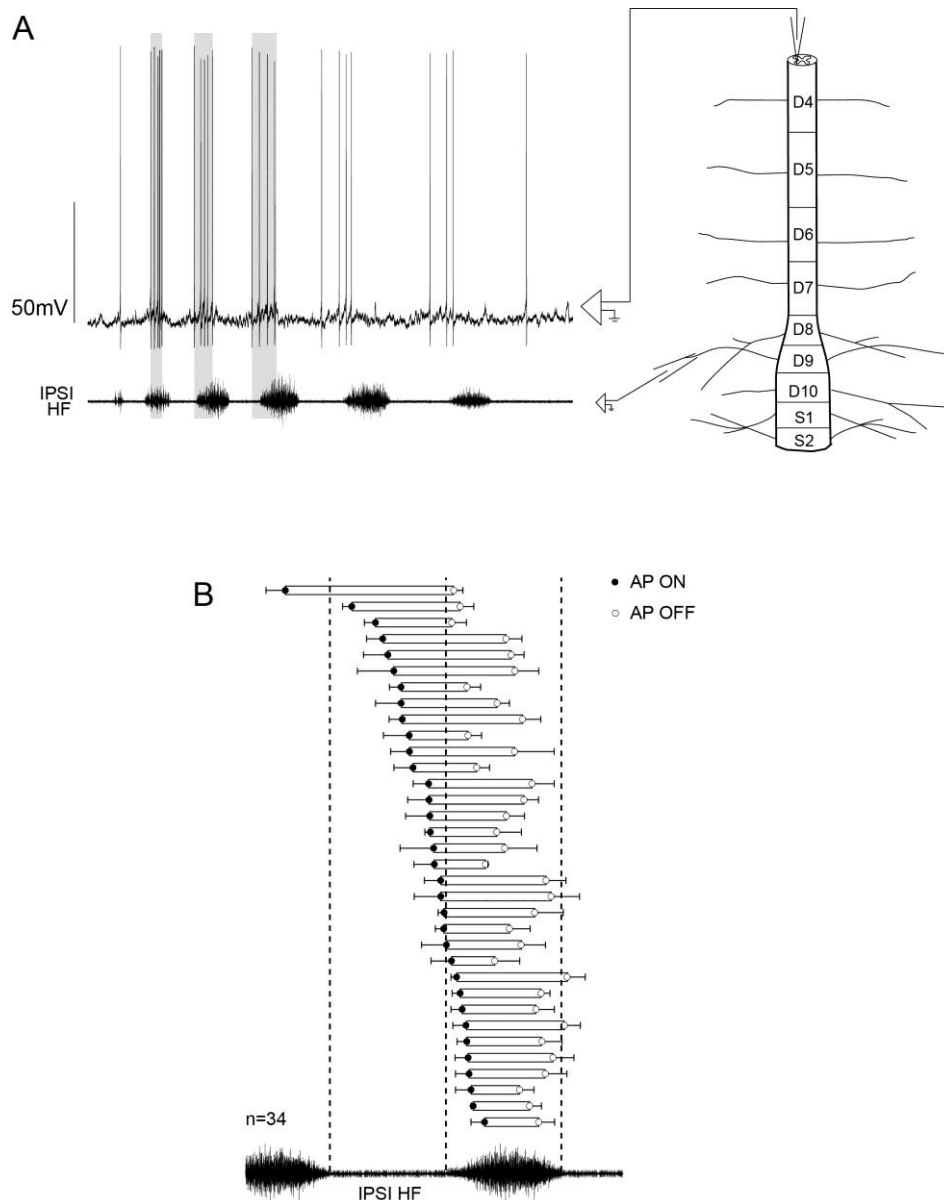 A
50mV
IPSI
HF
D4
D5
D6
D7
D8
D9
D10
S1
S2
B
AP ON
AP OFF
n=34
IPSI HF